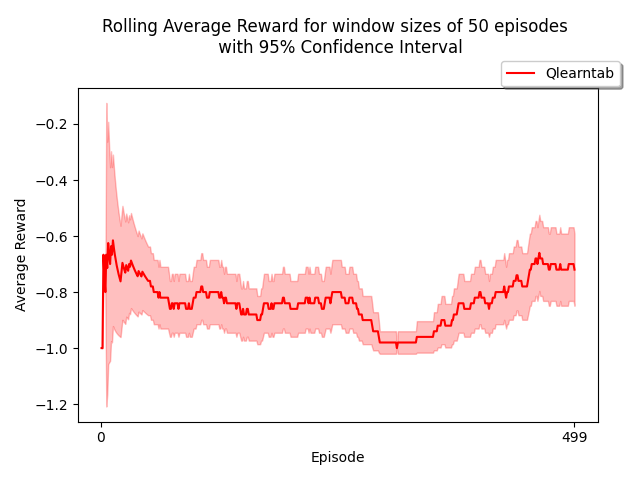 Rolling Average Reward for window sizes of 50 episodes
with 95% Confidence Interval
Qlearntab
−0.2
−0.4
−0.6
−0.8
−1.0
−1.2
Average Reward
0
499
Episode